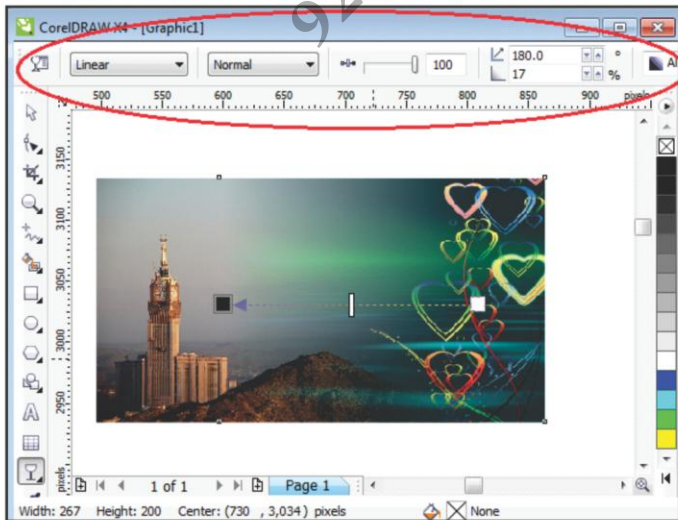 CorelDRAW X4 - [Graphic1]
Linear Normal 100 180.0 °
17 %
500 550 600 650 700 750 800 850 900 pixels
3150
3100
3050
3000
2950
pixels
1 of 1 Page 1
Width: 267 Height: 200 Center: (730 , 3,034) pixels None